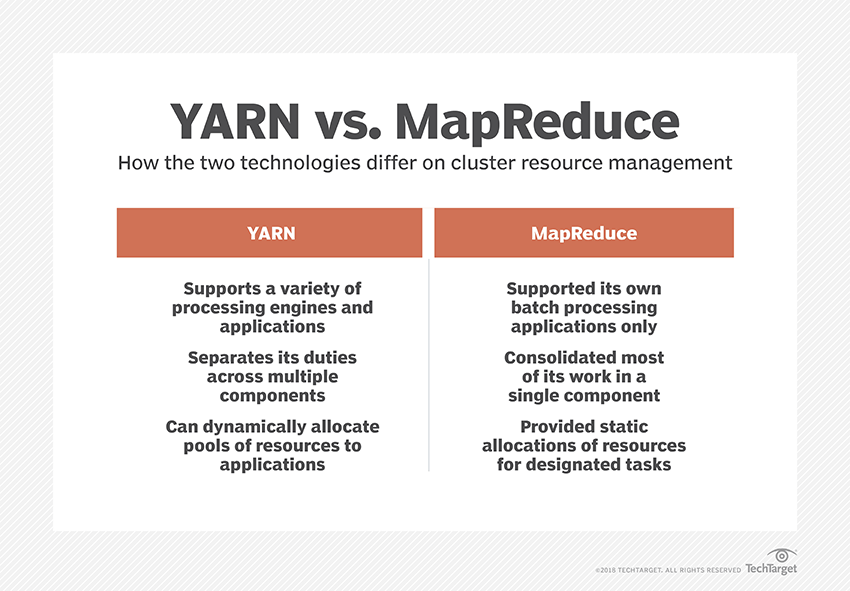 YARN vs. MapReduce
How the two technologies differ on cluster resource management
YARN
Supports a variety of
processing engines and
applications
Separates its duties
across multiple
components
Can dynamically allocate
pools of resources to
applications
MapReduce
Supported its own
batch processing
applications only
Consolidated most
of its work in a
single component
Provided static
allocations of resources
for designated tasks
©2018 TECHTARGET. ALL RIGHTS RESERVED
TechTarget